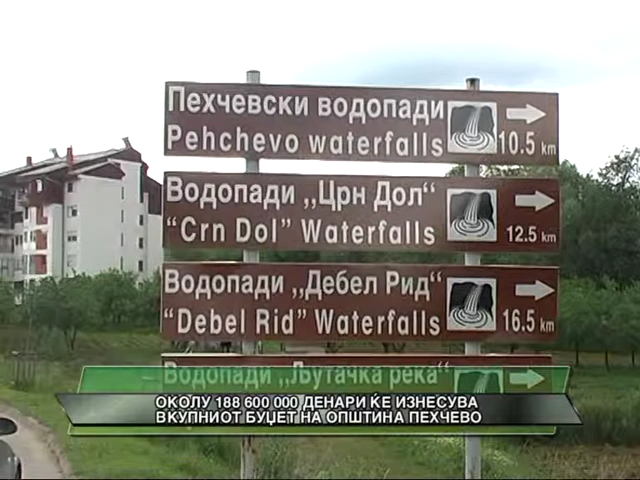 Пехчевски водопади
Pehchevo waterfalls
10.5 km
Водопади „Црн Дол“
“Crn Dol” Waterfalls
12.5 km
Водопади „Дебел Рид“
“Debel Rid” Waterfalls
16.5 km
Водопади „Љутачка река“
ОКОЛУ 188 600 000 ДЕНАРИ ЌЕ ИЗНЕСУВА
ВКУПНИОТ БУЏЕТ НА ОПШТИНА ПЕХЧЕВО